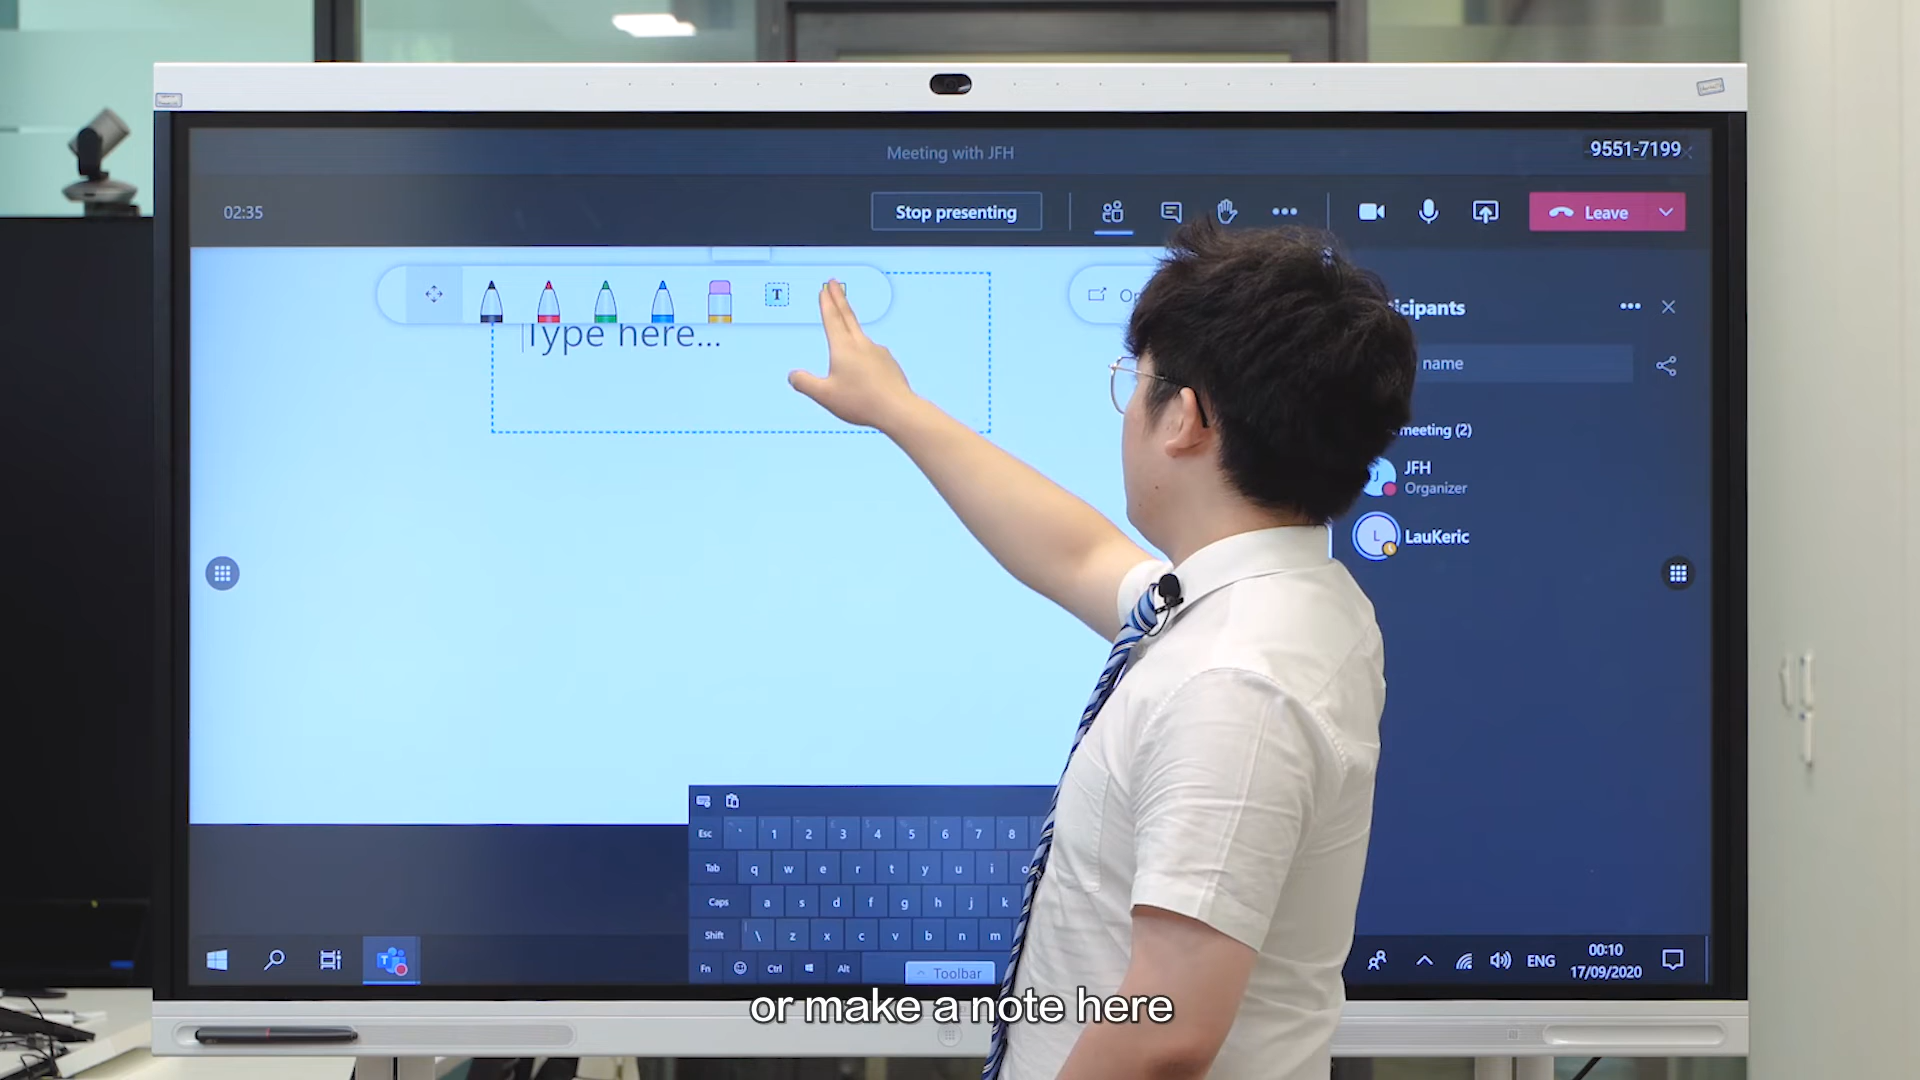 Meeting with JFH
9551-7199
02:35
Stop presenting
Leave
T
Type here...
icipants
name
meeting (2)
J
JFH
Organizer
L
LauKeric
Esc ` 1 2 3 4 5 6 7 8
Tab q w e r t y u i o
Caps a s d f g h j k
Shift \ z x c v b n m
Fn Ctrl Alt
Toolbar
T
ENG
00:10
17/09/2020
or make a note here